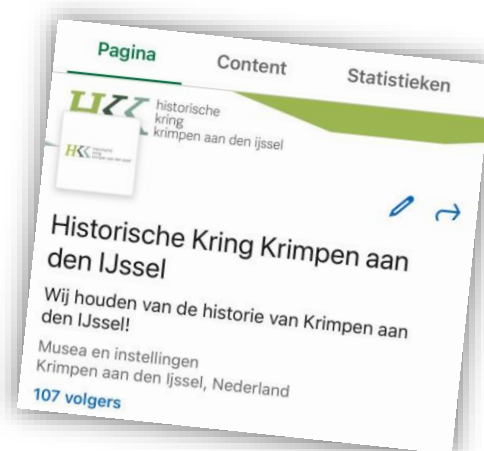 Pagina Content Statistieken
historische
kring
krimpen aan den ijssel
HKK
Historische Kring Krimpen aan
den IJssel
Wij houden van de historie van Krimpen aan
den IJssel!
Musea en instellingen
Krimpen aan den Ijssel, Nederland
107 volgers